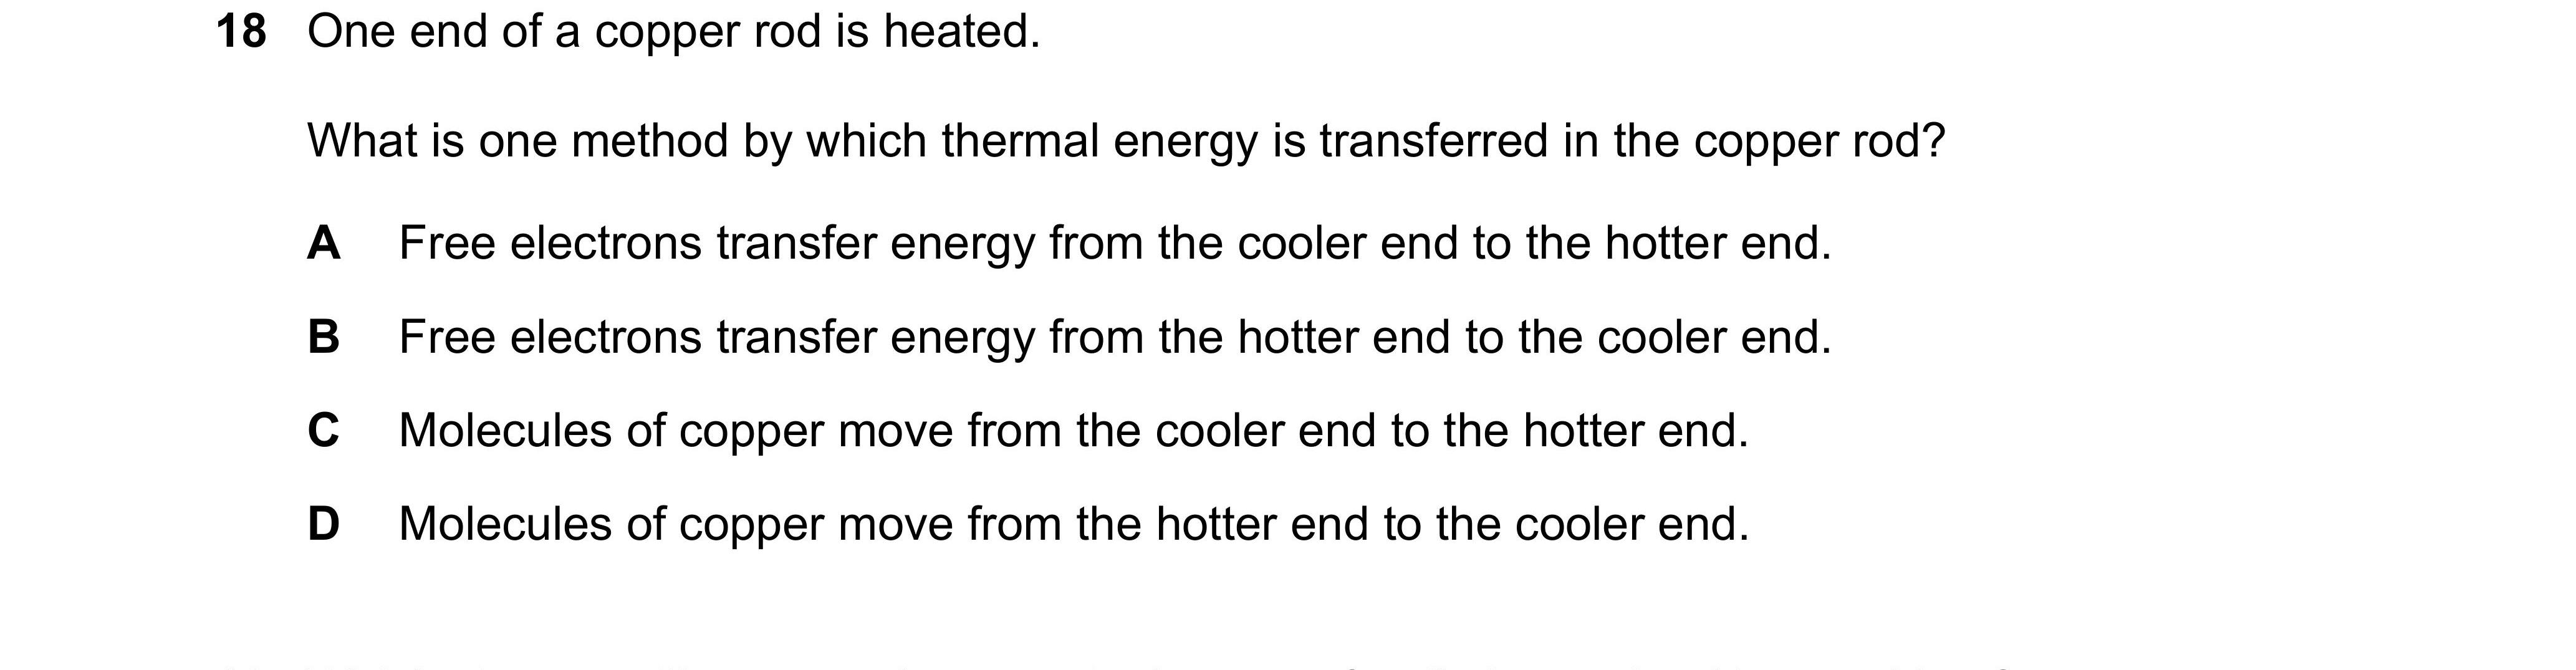 18 One end of a copper rod is heated.
What is one method by which thermal energy is transferred in the copper rod?
A Free electrons transfer energy from the cooler end to the hotter end.
B Free electrons transfer energy from the hotter end to the cooler end.
C Molecules of copper move from the cooler end to the hotter end.
D Molecules of copper move from the hotter end to the cooler end.